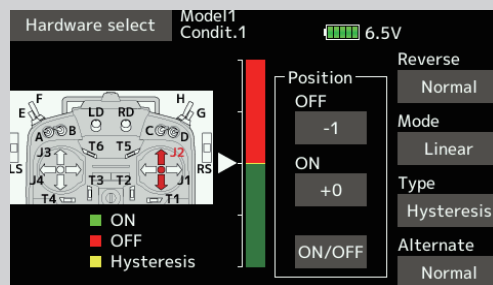 Hardware select
Model1
Condit.1
6.5V
F
H
E
G
LD
RD
A
B
C
D
T6
T5
J3
J2
LS
RS
J4
T3
T2
J1
T4
T1
ON
OFF
Hysteresis
Position
OFF
-1
ON
+0
ON/OFF
Reverse
Normal
Mode
Linear
Type
Hysteresis
Alternate
Normal